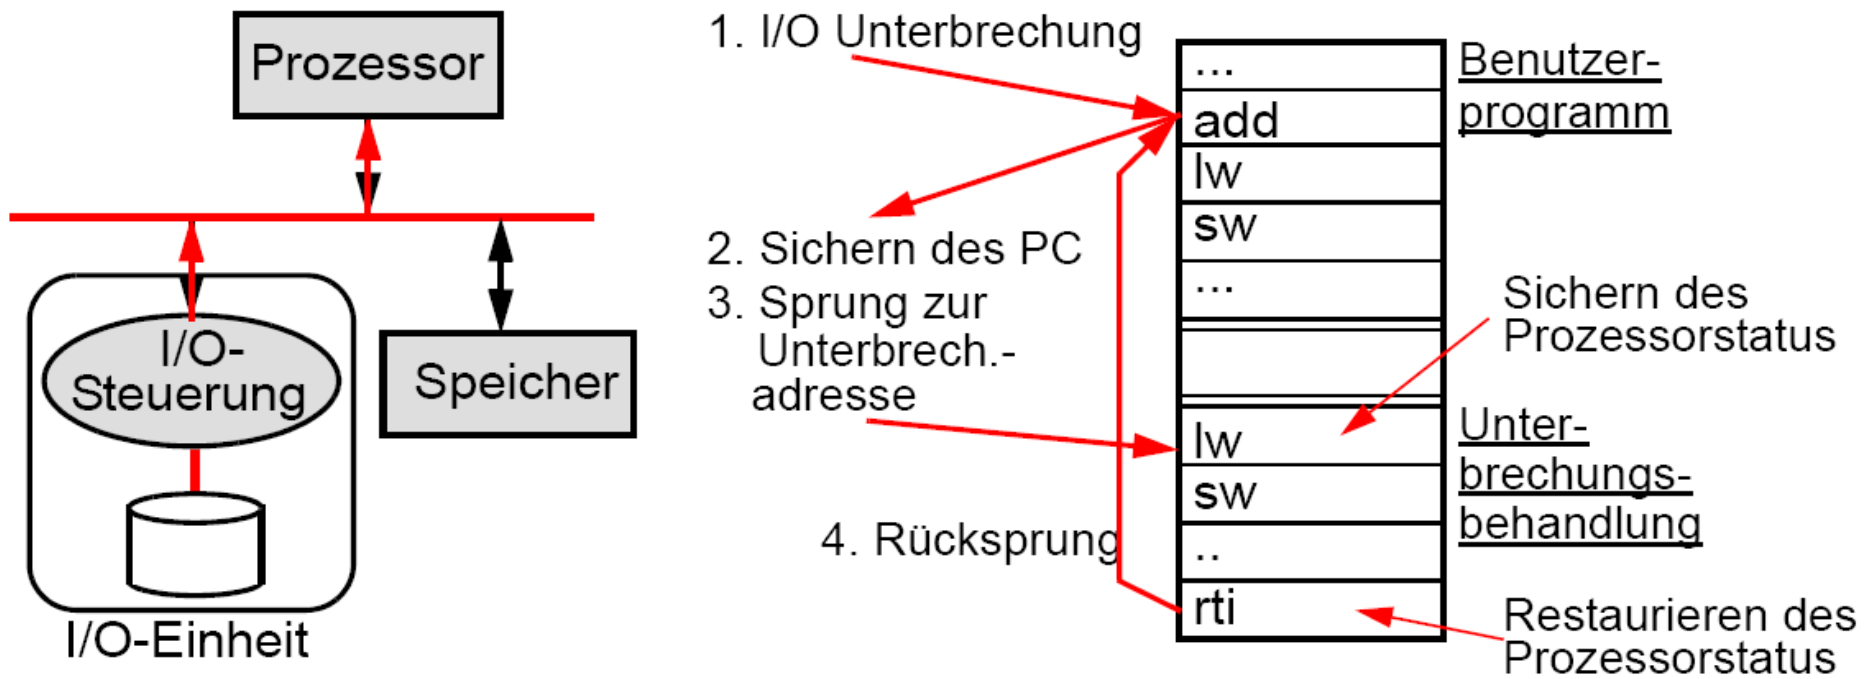 Prozessor
I/O-
Steuerung
Speicher
I/O-Einheit
1. I/O Unterbrechung
2. Sichern des PC
3. Sprung zur
Unterbrech.-
adresse
4. Rücksprung
...
add
lw
sw
...
lw
sw
..
rti
Benutzer-
programm
Sichern des
Prozessorstatus
Unter-
brechungs-
behandlung
Restaurieren des
Prozessorstatus